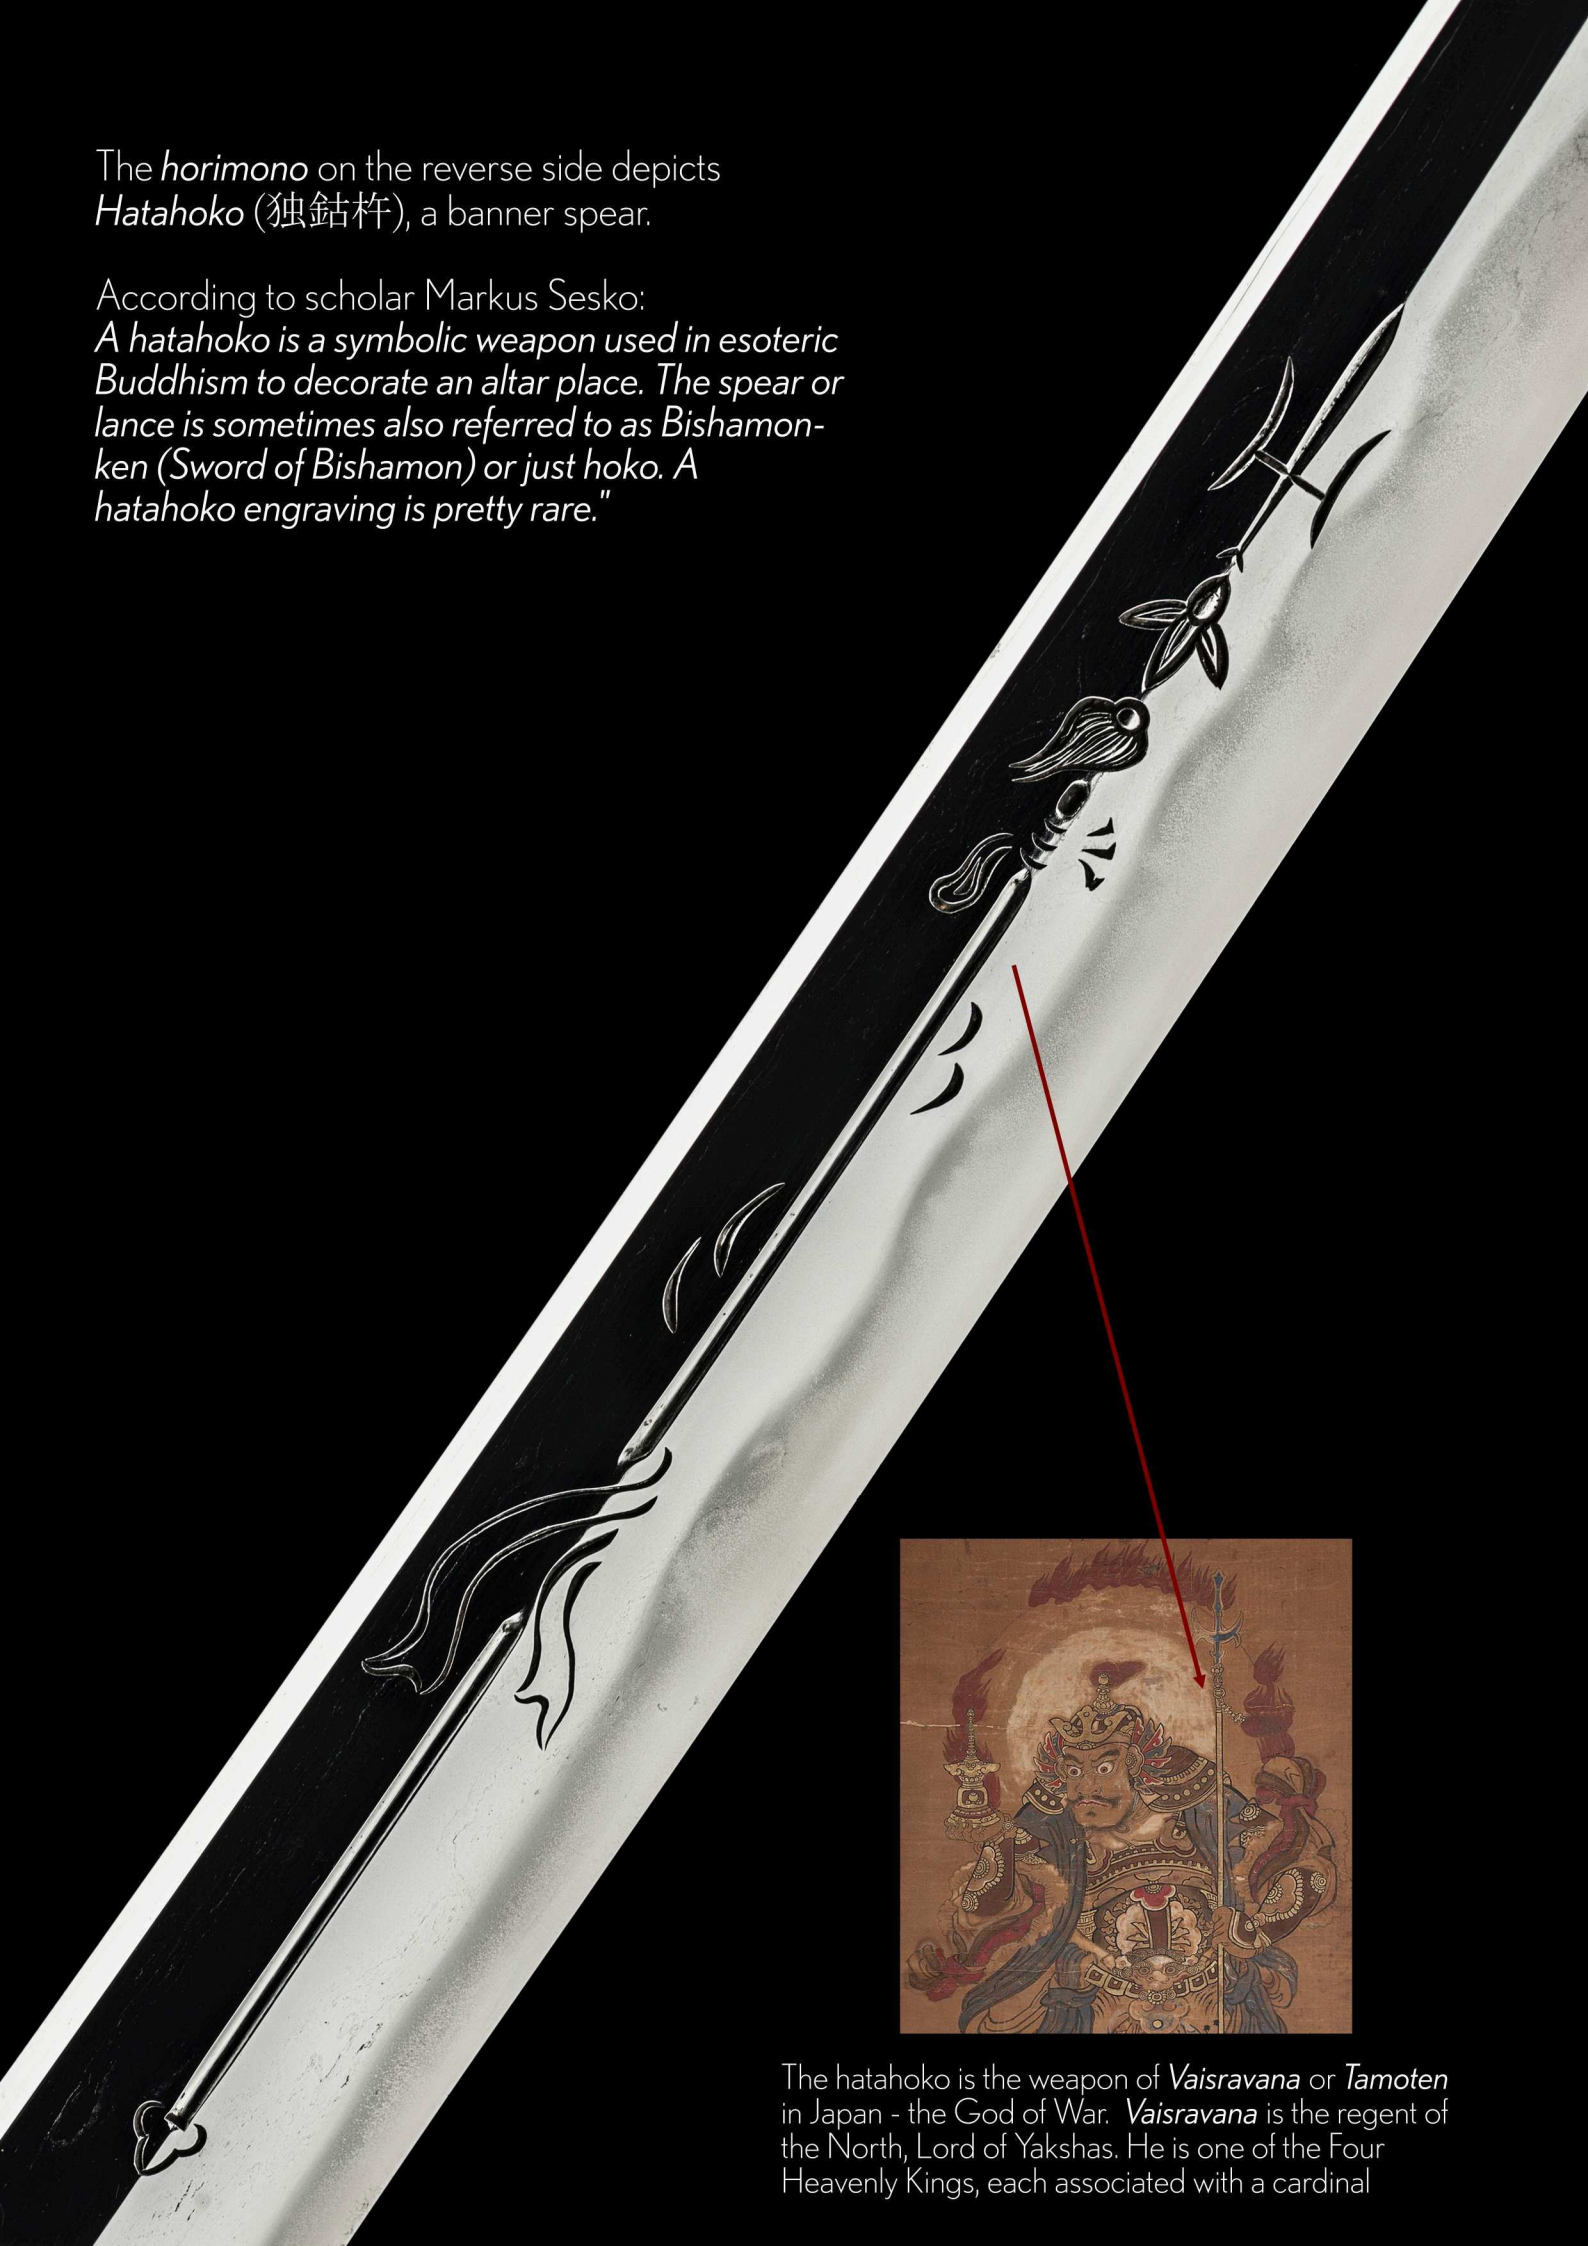 The horimono on the reverse side depicts
Hatahoko (独鈷杵), a banner spear.
According to scholar Markus Sesko:
A hatahoko is a symbolic weapon used in esoteric
Buddhism to decorate an altar place. The spear or
lance is sometimes also referred to as Bishamon-
ken (Sword of Bishamon) or just hoko. A
hatahoko engraving is pretty rare."
The hatahoko is the weapon of Vaisravana or Tamoten
in Japan - the God of War. Vaisravana is the regent of
the North, Lord of Yakshas. He is one of the Four
Heavenly Kings, each associated with a cardinal